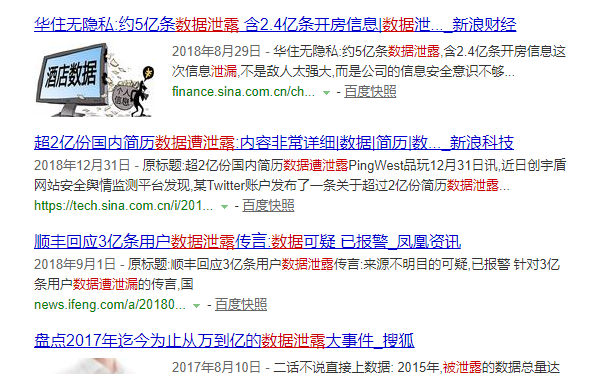 华住无隐私:约5亿条数据泄露 含2.4亿条开房信息|数据泄..._新浪财经
酒店数据
个人
信息
2018年8月29日 - 华住无隐私:约5亿条数据泄露,含2.4亿条开房信息。这
次信息泄漏,不是敌人太强大,而是公司的信息安全意识不够...
finance.sina.com.cn/ch... - 百度快照
超2亿份国内简历数据遭泄露:内容非常详细|数据|简历|数..._新浪科技
2018年12月31日 - 原标题:超2亿份国内简历数据遭泄露PingWest品玩12月31日讯,近日创宇盾
网站安全舆情监测平台发现,某Twitter账户发布了一条关于超过2亿份简历数据泄露...
https://tech.sina.com.cn/i/201... - 百度快照
顺丰回应3亿条用户数据泄露传言:数据可疑 已报警_凤凰资讯
2018年9月1日 - 原标题:顺丰回应3亿条用户数据泄露传言:来源不明目的可疑,已报警 针对3亿
条用户数据遭泄漏的传言,国
news.ifeng.com/a/20180... - 百度快照
盘点2017年迄今为止从万到亿的数据泄露大事件_搜狐
2017年8月10日 - 二话不说直接上数据: 2015年,被泄露的数据总量达